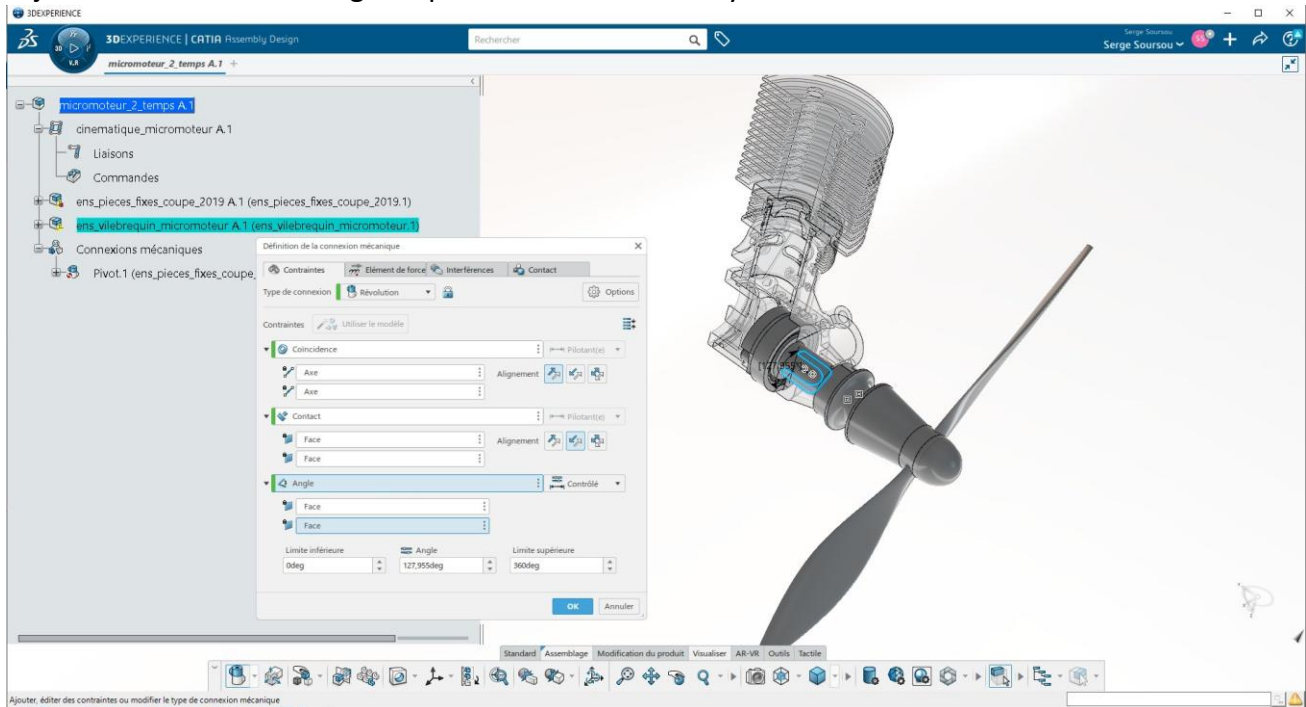 3DEXPERIENCE
3DEXPERIENCE | CATIA Assembly Design
Rechercher
Serge Soursou
Serge Soursou
SS
3D
V.R
micromoteur_2_temps A.1
micromoteur_2_temps A.1
cinematique_micromoteur A.1
Liaisons
Commandes
ens_pieces_fixes_coupe_2019 A.1 (ens_pieces_fixes_coupe_2019.1)
ens_vilebrequin_micromoteur A.1 (ens_vilebrequin_micromoteur.1)
Connexions mécaniques
Pivot.1 (ens_pieces_fixes_coupe_
Définition de la connexion mécanique
Contraintes Elément de force Interférences Contact
Type de connexion Révolution Options
Contraintes Utiliser le modèle
Coincidence Pilotant(e)
Axe Alignement
Axe
Contact Pilotant(e)
Face Alignement
Face
Angle Contrôlé
Face
Face
Limite inférieure Angle Limite supérieure
0deg 127,955deg 360deg
OK Annuler
Standard Assemblage Modification du produit Visualiser AR-VR Outils Tactile
Ajouter, éditer des contraintes ou modifier le type de connexion mécanique